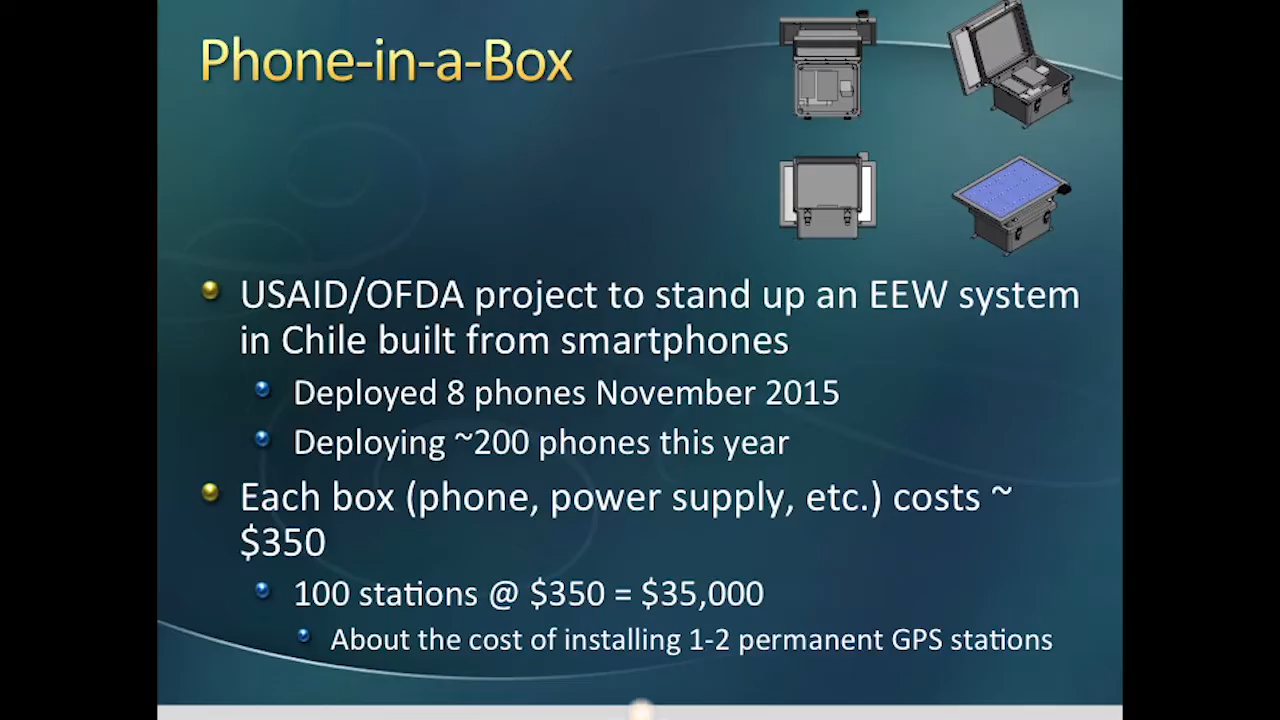 Phone-in-a-Box
USAID/OFDA project to stand up an EEW system
in Chile built from smartphones
Deployed 8 phones November 2015
Deploying ~200 phones this year
Each box (phone, power supply, etc.) costs ~
$350
100 stations @ $350 = $35,000
About the cost of installing 1-2 permanent GPS stations